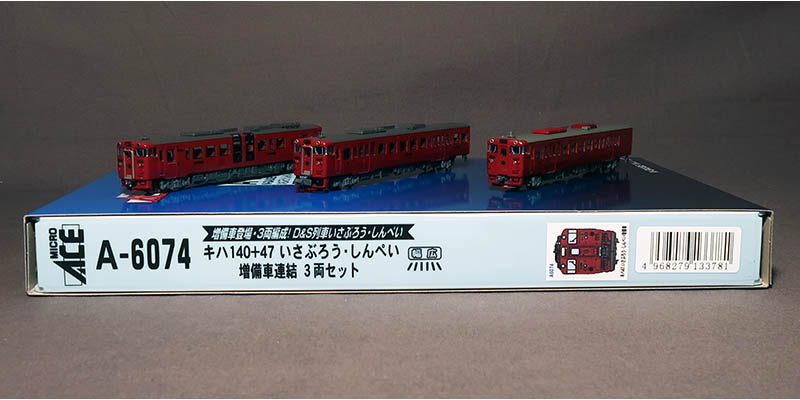 MICRO
ACE
A-6074
増備車登場・3両編成! D&S列車いさぶろう・しんぺい
キハ140+47 いさぶろう・しんぺい
増備車連結 3両セット
A6074
4 968279 133781